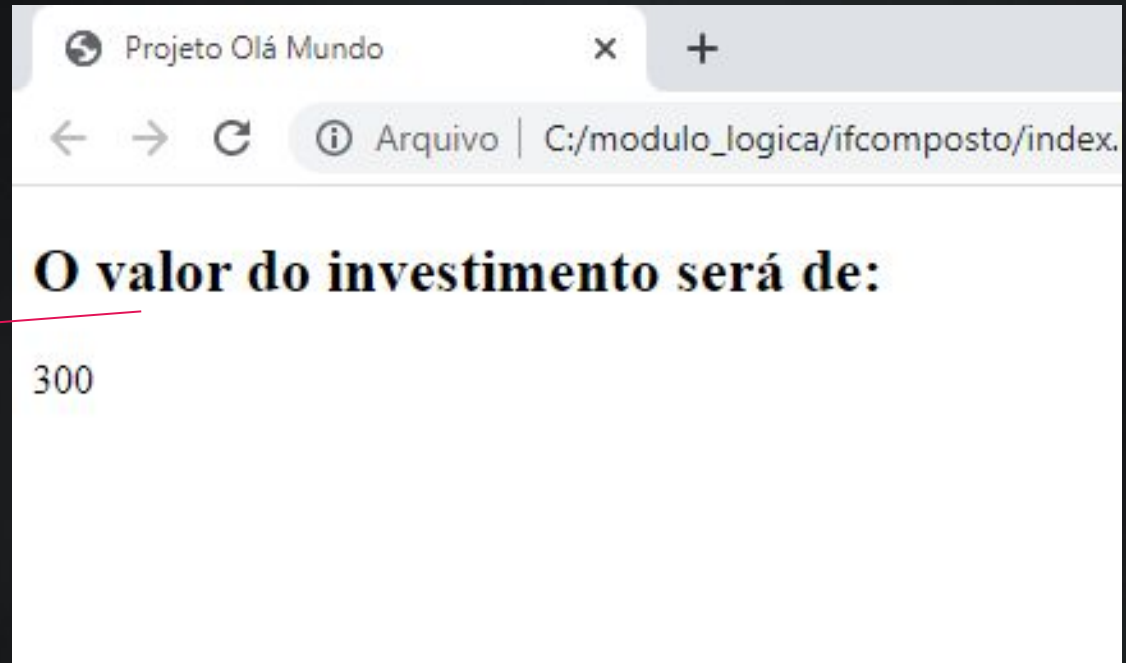 Projeto Olá Mundo
Arquivo | C:/modulo_logica/ifcomposto/index.
O valor do investimento será de:
300